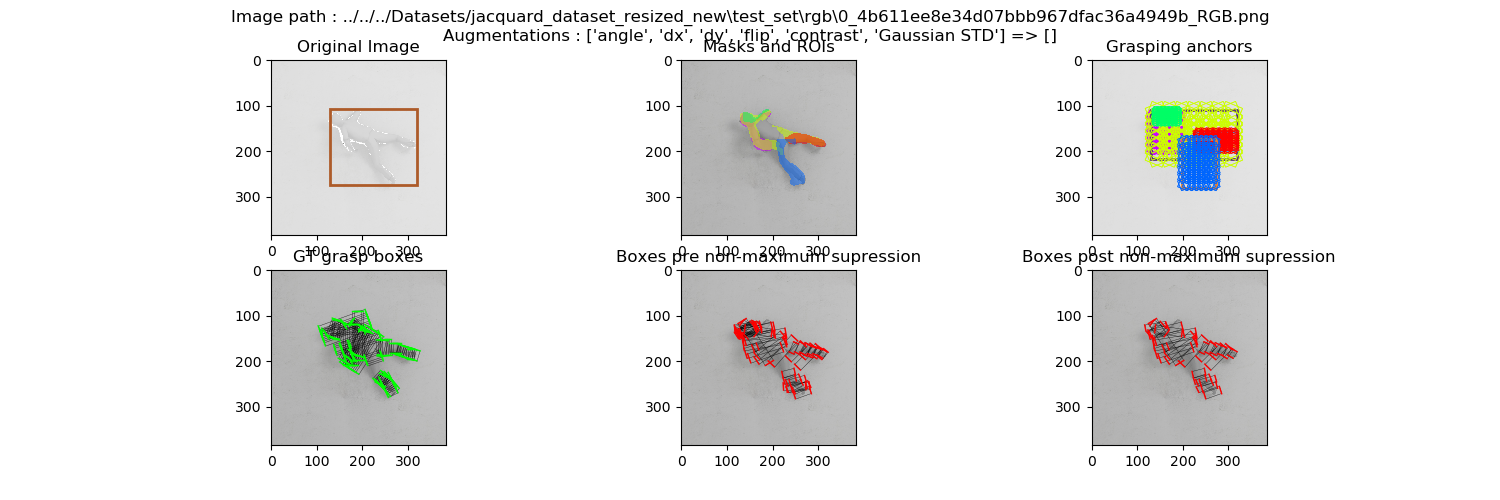 Image path : ../../../Datasets/jacquard_dataset_resized_new\test_set\rgb\0_4b611ee8e34d07bbb967dfac36a4949b_RGB.png
Augmentations : ['angle', 'dx', 'dy', 'flip', 'contrast', 'Gaussian STD'] => []
Original Image
Masks and ROIs
Grasping anchors
0
100
200
300
0 100 200 300
0
100
200
300
0 100 200 300
0
100
200
300
0 100 200 300
GT grasp boxes
Boxes pre non-maximum supression
Boxes post non-maximum supression
0
100
200
300
0 100 200 300
0
100
200
300
0 100 200 300
0
100
200
300
0 100 200 300